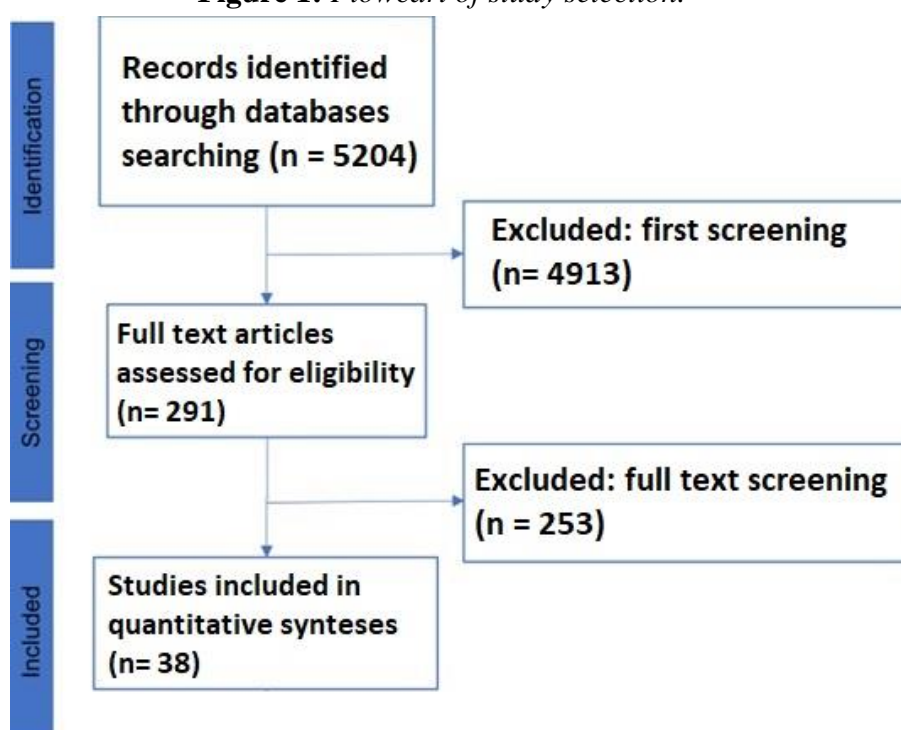 Figure 1. Flowcart of study selection.
Identification
Records identified
through databases
searching (n = 5204)
Excluded: first screening
(n= 4913)
Screening
Full text articles
assessed for eligibility
(n= 291)
Excluded: full text screening
(n = 253)
Included
Studies included in
quantitative synteses
(n= 38)